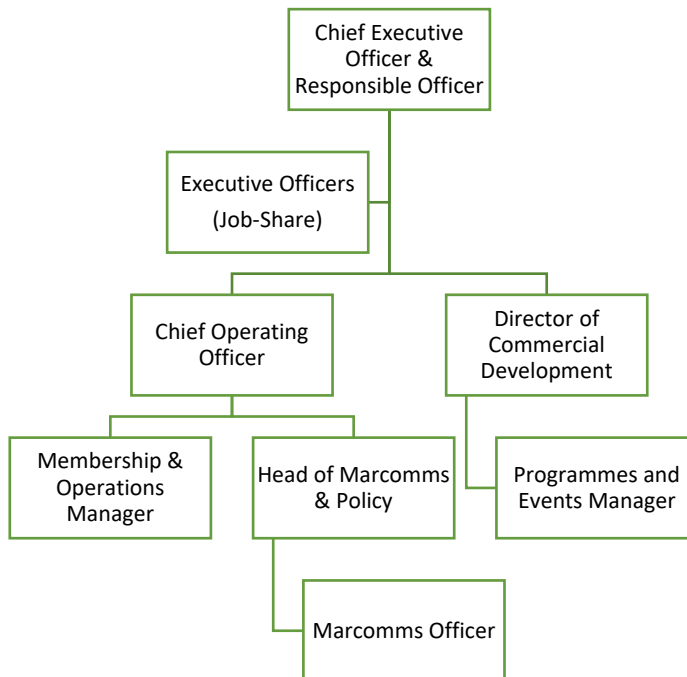 Chief Executive
Officer &
Responsible Officer
Executive Officers
(Job-Share)
Chief Operating
Officer
Director of
Commercial
Development
Membership &
Operations
Manager
Head of Marcomms
& Policy
Programmes and
Events Manager
Marcomms Officer